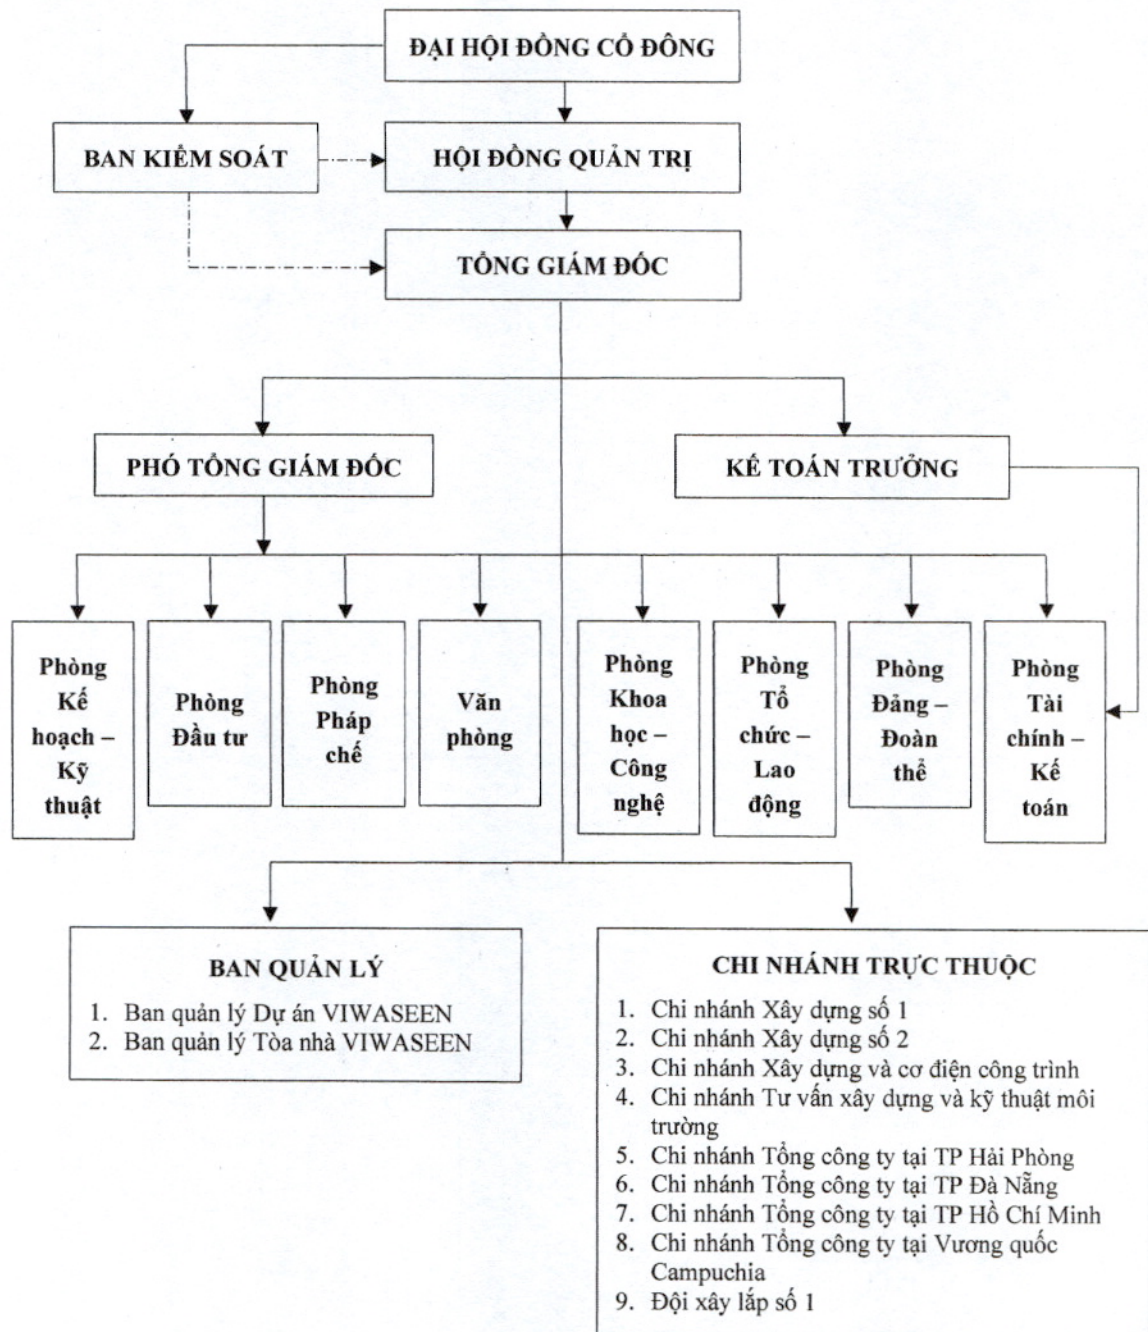 ĐẠI HỘI ĐỒNG CỔ ĐÔNG
BAN KIỂM SOÁT
HỘI ĐỒNG QUẢN TRỊ
TỔNG GIÁM ĐỐC
PHÓ TỔNG GIÁM ĐỐC
KẾ TOÁN TRƯỞNG
Phòng
Kế
hoạch –
Kỹ
thuật
Phòng
Đầu tư
Phòng
Pháp
chế
Văn
phòng
Phòng
Khoa
học –
Công
nghệ
Phòng
Tổ
chức –
Lao
động
Phòng
Đảng –
Đoàn
thể
Phòng
Tài
chính –
Kế
toán
BAN QUẢN LÝ
1. Ban quản lý Dự án VIWASEEN
2. Ban quản lý Tòa nhà VIWASEEN
CHI NHÁNH TRỰC THUỘC
1. Chi nhánh Xây dựng số 1
2. Chi nhánh Xây dựng số 2
3. Chi nhánh Xây dựng và cơ điện công trình
4. Chi nhánh Tư vấn xây dựng và kỹ thuật môi
trường
5. Chi nhánh Tổng công ty tại TP Hải Phòng
6. Chi nhánh Tổng công ty tại TP Đà Nẵng
7. Chi nhánh Tổng công ty tại TP Hồ Chí Minh
8. Chi nhánh Tổng công ty tại Vương quốc
Campuchia
9. Đội xây lắp số 1